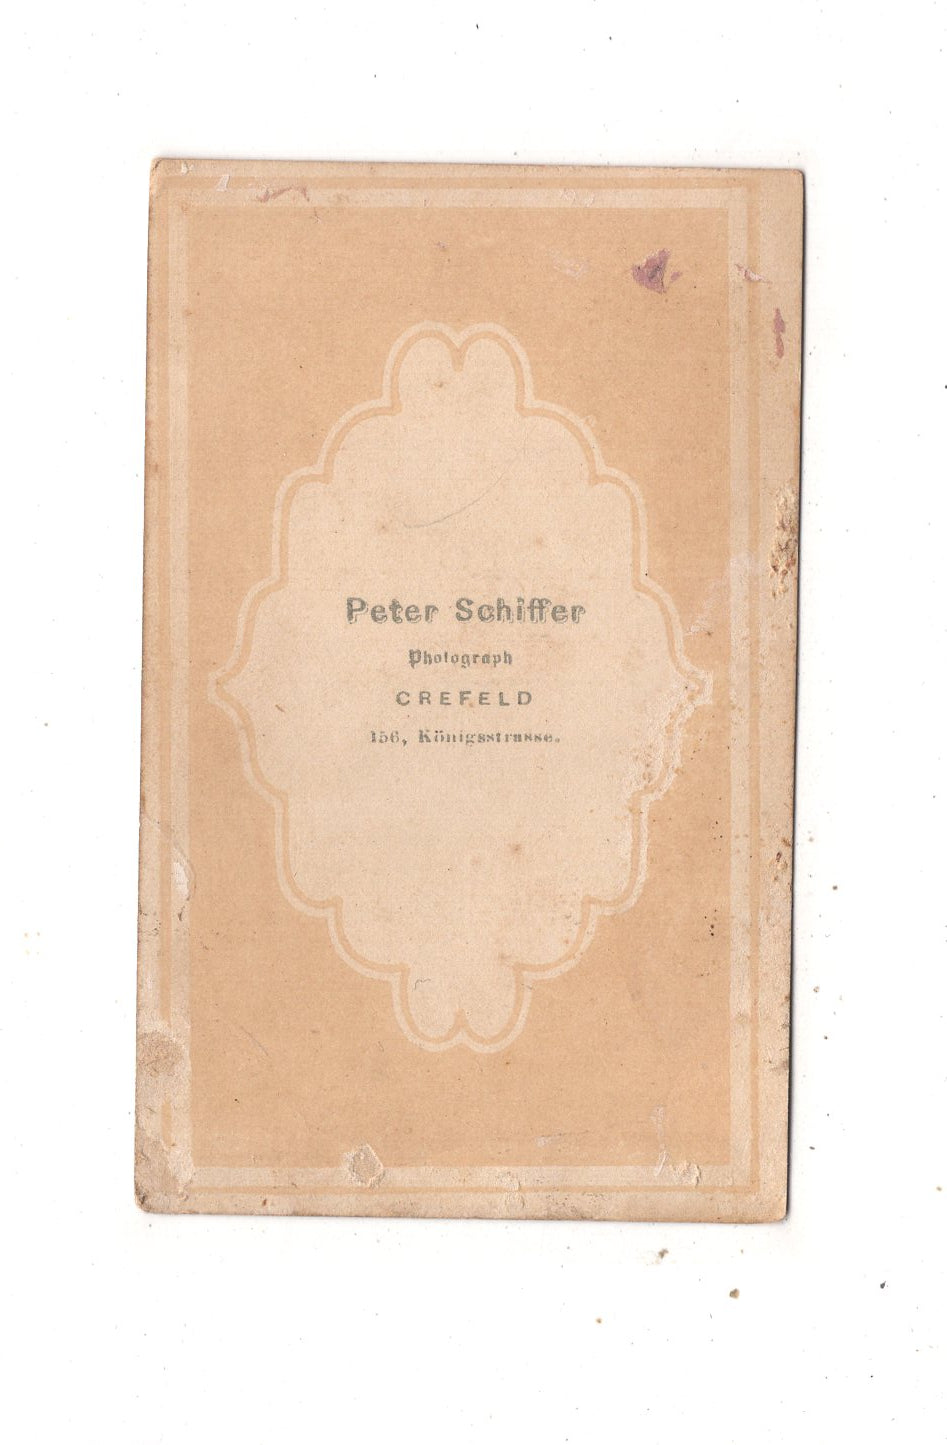 Peter Schiffer
Photograph
CREFELD
156, Königsstrasse.